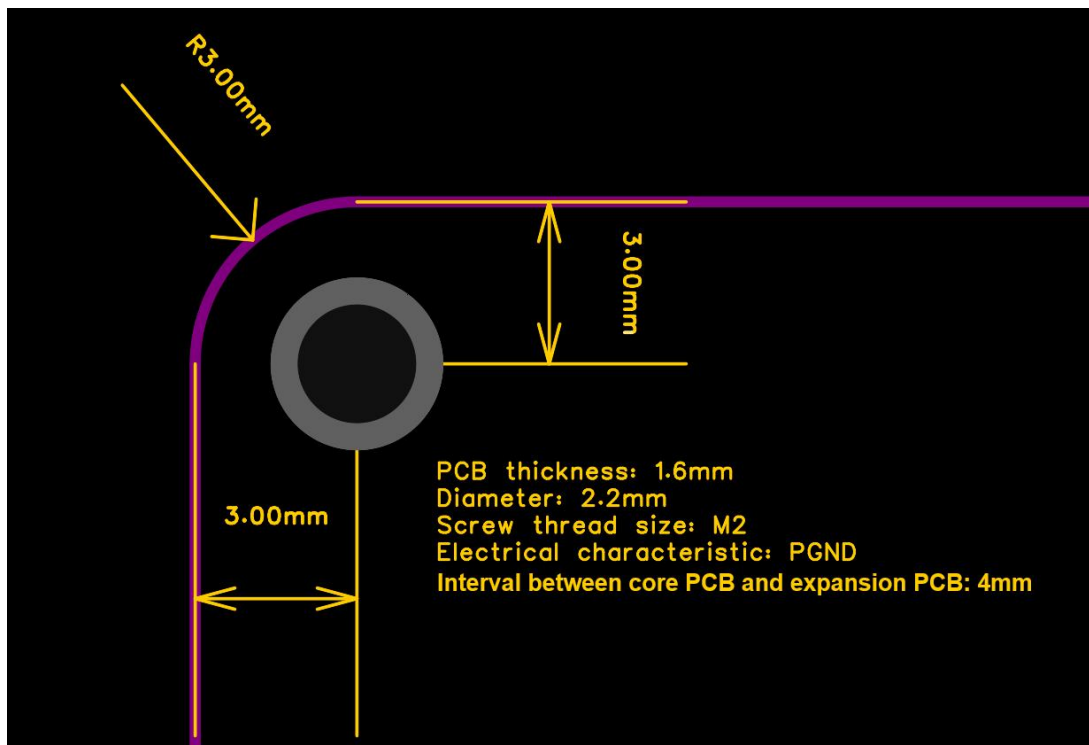 R3.00mm
3.00mm
3.00mm
PCB thickness: 1.6mm
Diameter: 2.2mm
Screw thread size: M2
Electrical characteristic: PGND
Interval between core PCB and expansion PCB: 4mm